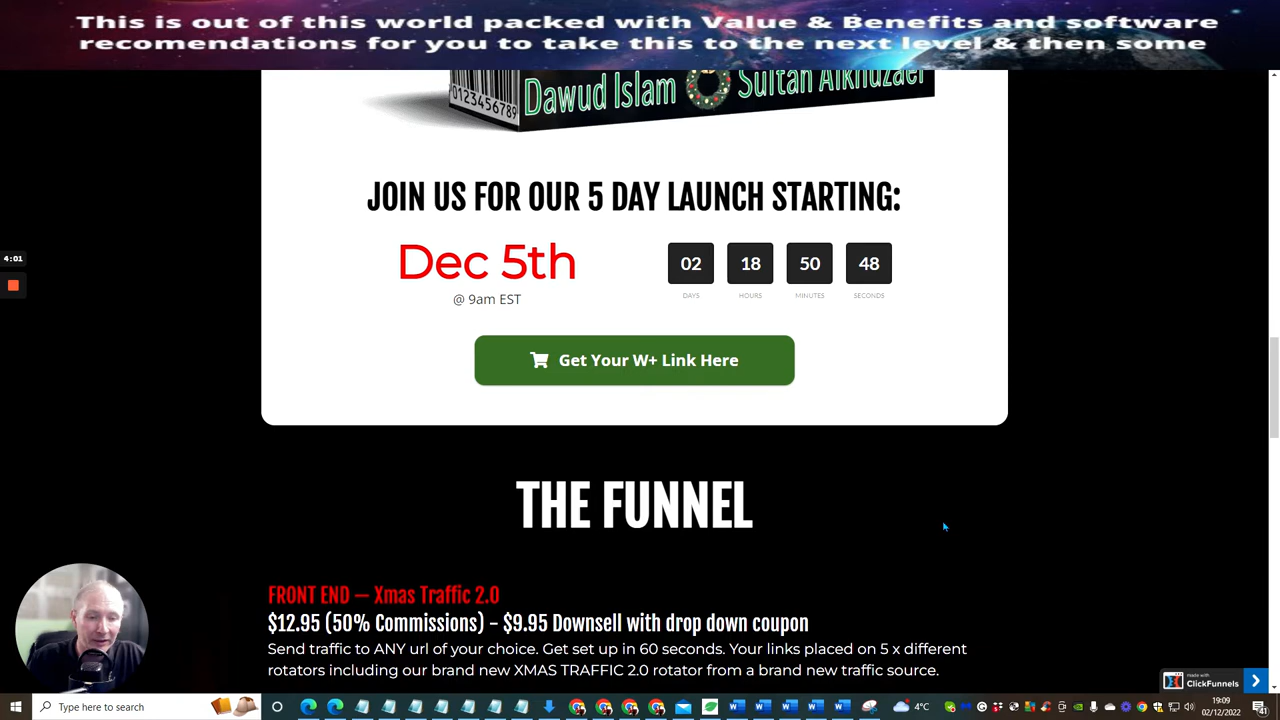 This is out of this world packed with Value & Benefits and software
recomendations for you to take this to the next level & then some
0123456789
Dawud Islam
Sultan Alkhuzaei
JOIN US FOR OUR 5 DAY LAUNCH STARTING:
Dec 5th
@ 9am EST
02 18 50 48
DAYS HOURS MINUTES SECONDS
Get Your W+ Link Here
4:01
THE FUNNEL
FRONT END — Xmas Traffic 2.0
$12.95 (50% Commissions) – $9.95 Downsell with drop down coupon
Send traffic to ANY url of your choice. Get set up in 60 seconds. Your links placed on 5 x different
rotators including our brand new XMAS TRAFFIC 2.0 rotator from a brand new traffic source.
made with
ClickFunnels
Type here to search
4°C
19:09
02/12/2022